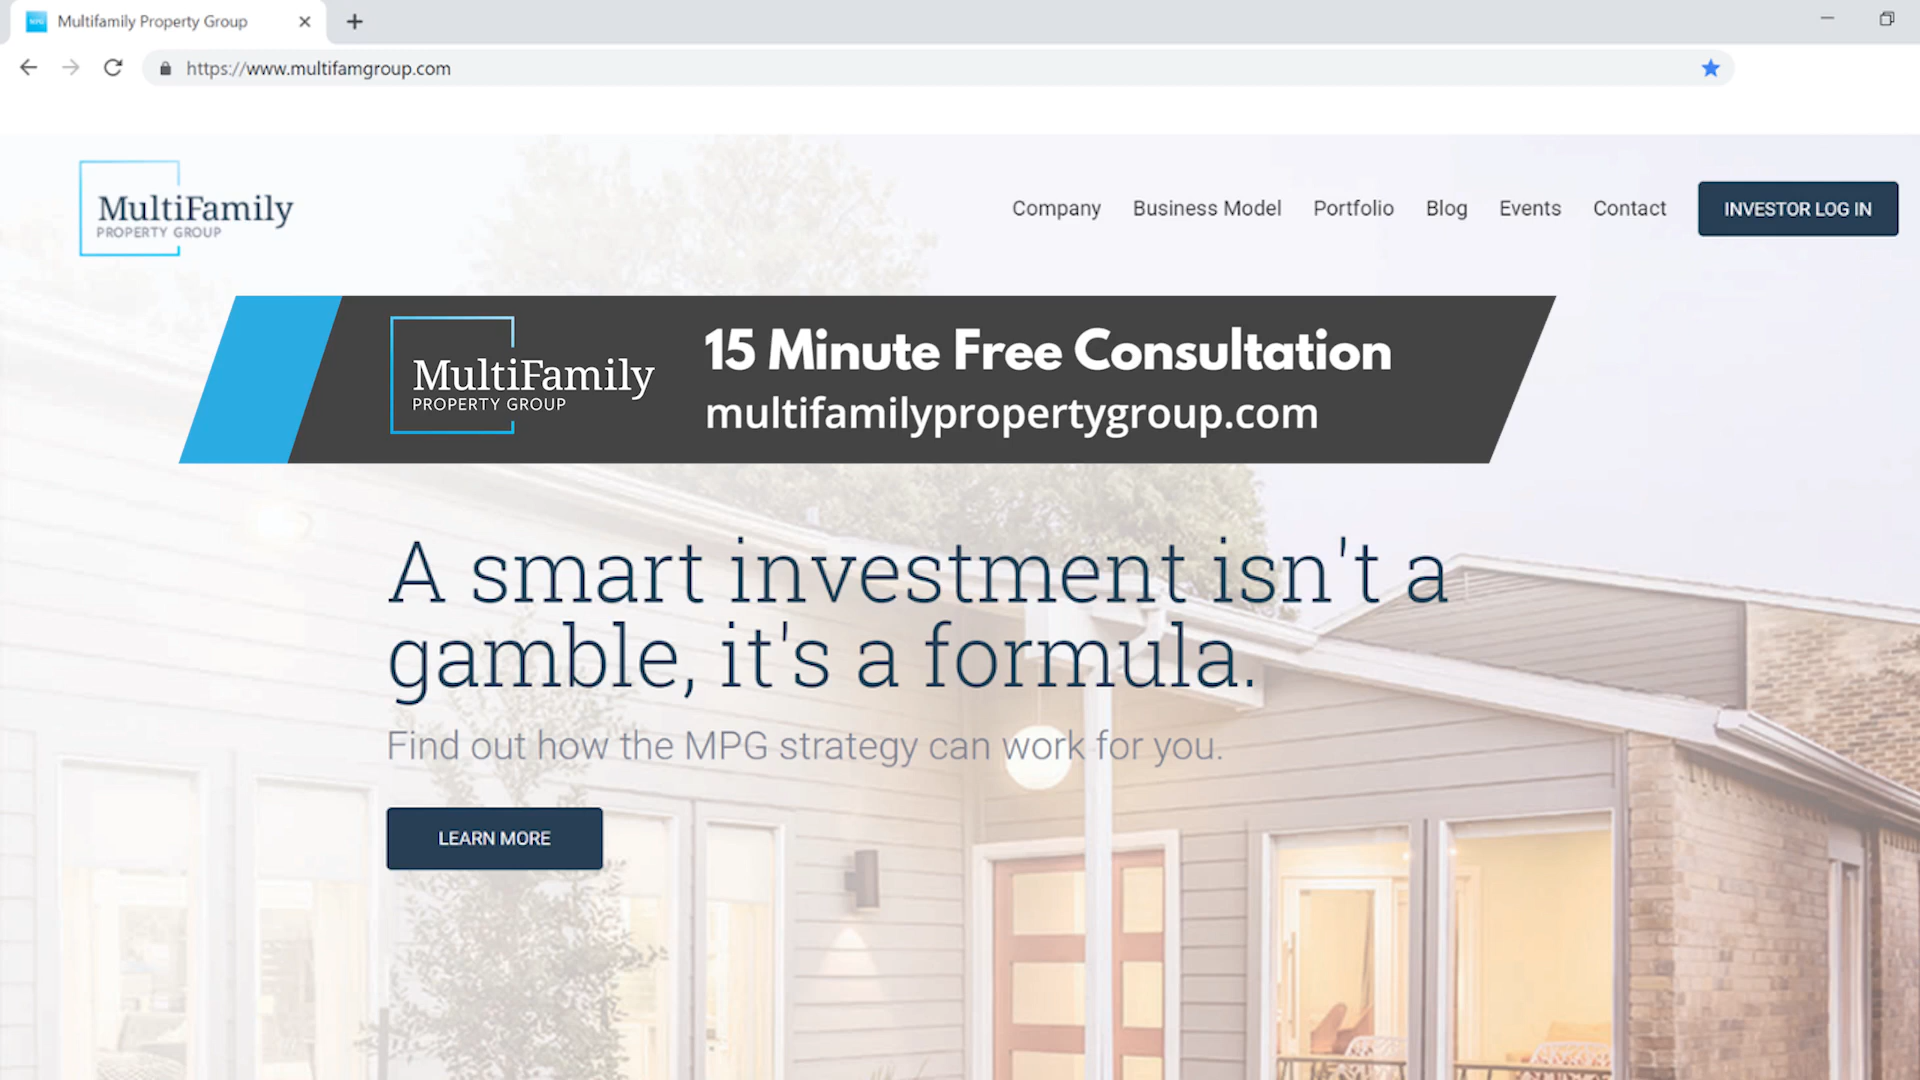 Multifamily Property Group
https://www.multifamgroup.com
MultiFamily
PROPERTY GROUP
Company Business Model Portfolio Blog Events Contact INVESTOR LOG IN
MultiFamily
PROPERTY GROUP
15 Minute Free Consultation
multifamilypropertygroup.com
A smart investment isn't a
gamble, it's a formula.
Find out how the MPG strategy can work for you.
LEARN MORE